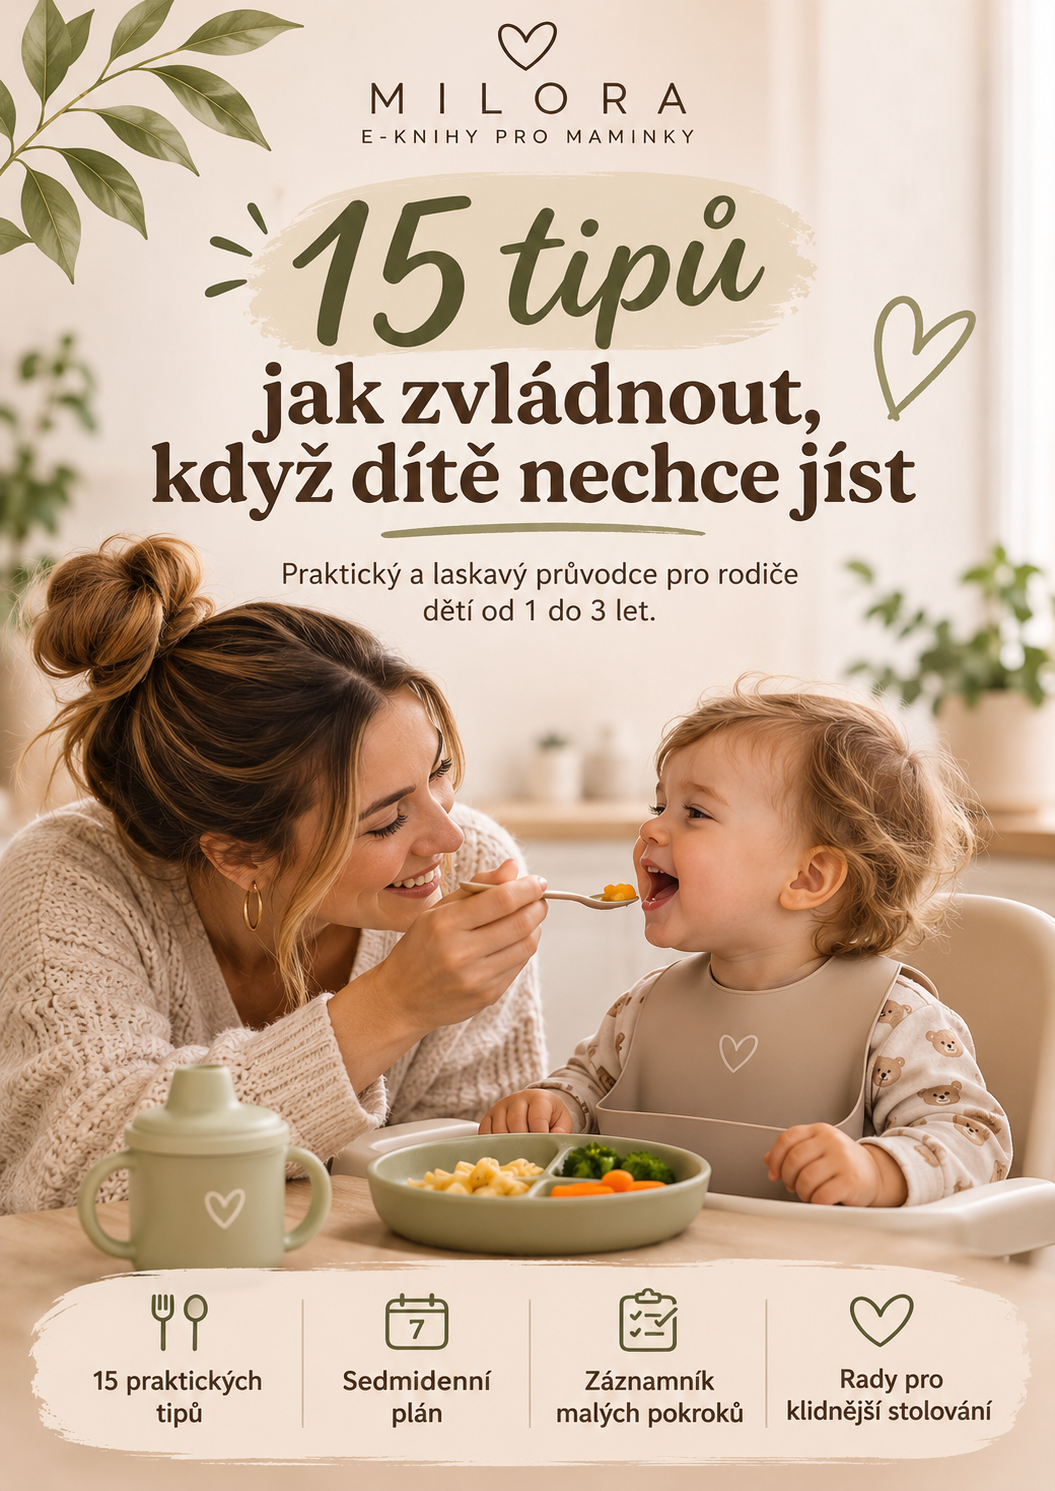 MILORA
E-KNIHY PRO MAMINKY
15 tipů
jak zvládnout,
když dítě nechce jíst
Praktický a laskavý průvodce pro rodiče
dětí od 1 do 3 let.
15 praktických
tipů
7
Sedmidenní
plán
Záznamník
malých pokroků
Rady pro
klidnější stolování